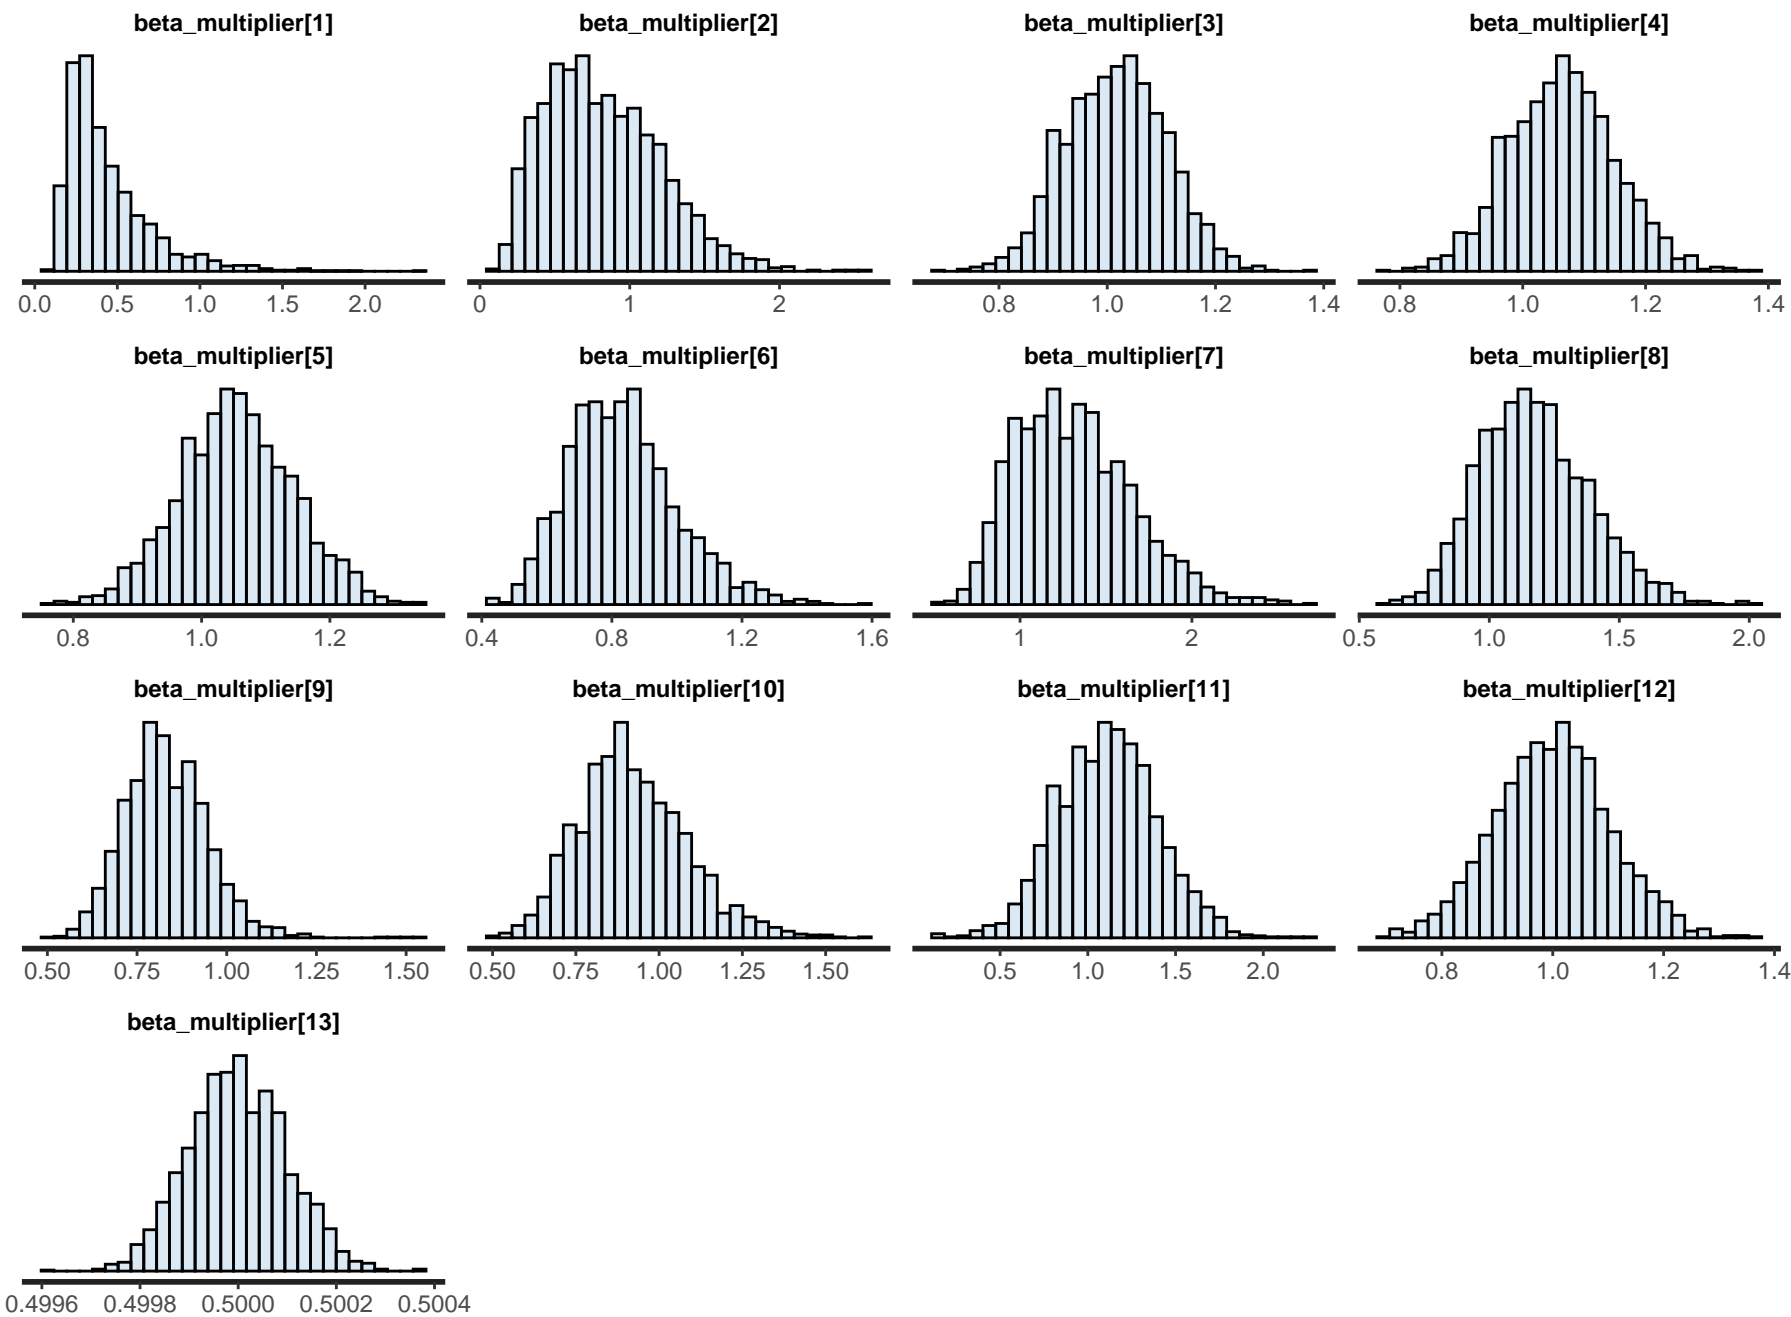 beta_multiplier[1] beta_multiplier[2] beta_multiplier[3] beta_multiplier[4]
0.0 0.5 1.0 1.5 2.0 0 1 2 0.8 1.0 1.2 1.4 0.8 1.0 1.2 1.4
beta_multiplier[5] beta_multiplier[6] beta_multiplier[7] beta_multiplier[8]
0.8 1.0 1.2 0.4 0.8 1.2 1.6 1 2 0.5 1.0 1.5 2.0
beta_multiplier[9] beta_multiplier[10] beta_multiplier[11] beta_multiplier[12]
0.50 0.75 1.00 1.25 1.50 0.50 0.75 1.00 1.25 1.50 0.5 1.0 1.5 2.0 0.8 1.0 1.2 1.4
beta_multiplier[13]
0.4996 0.4998 0.5000 0.5002 0.5004